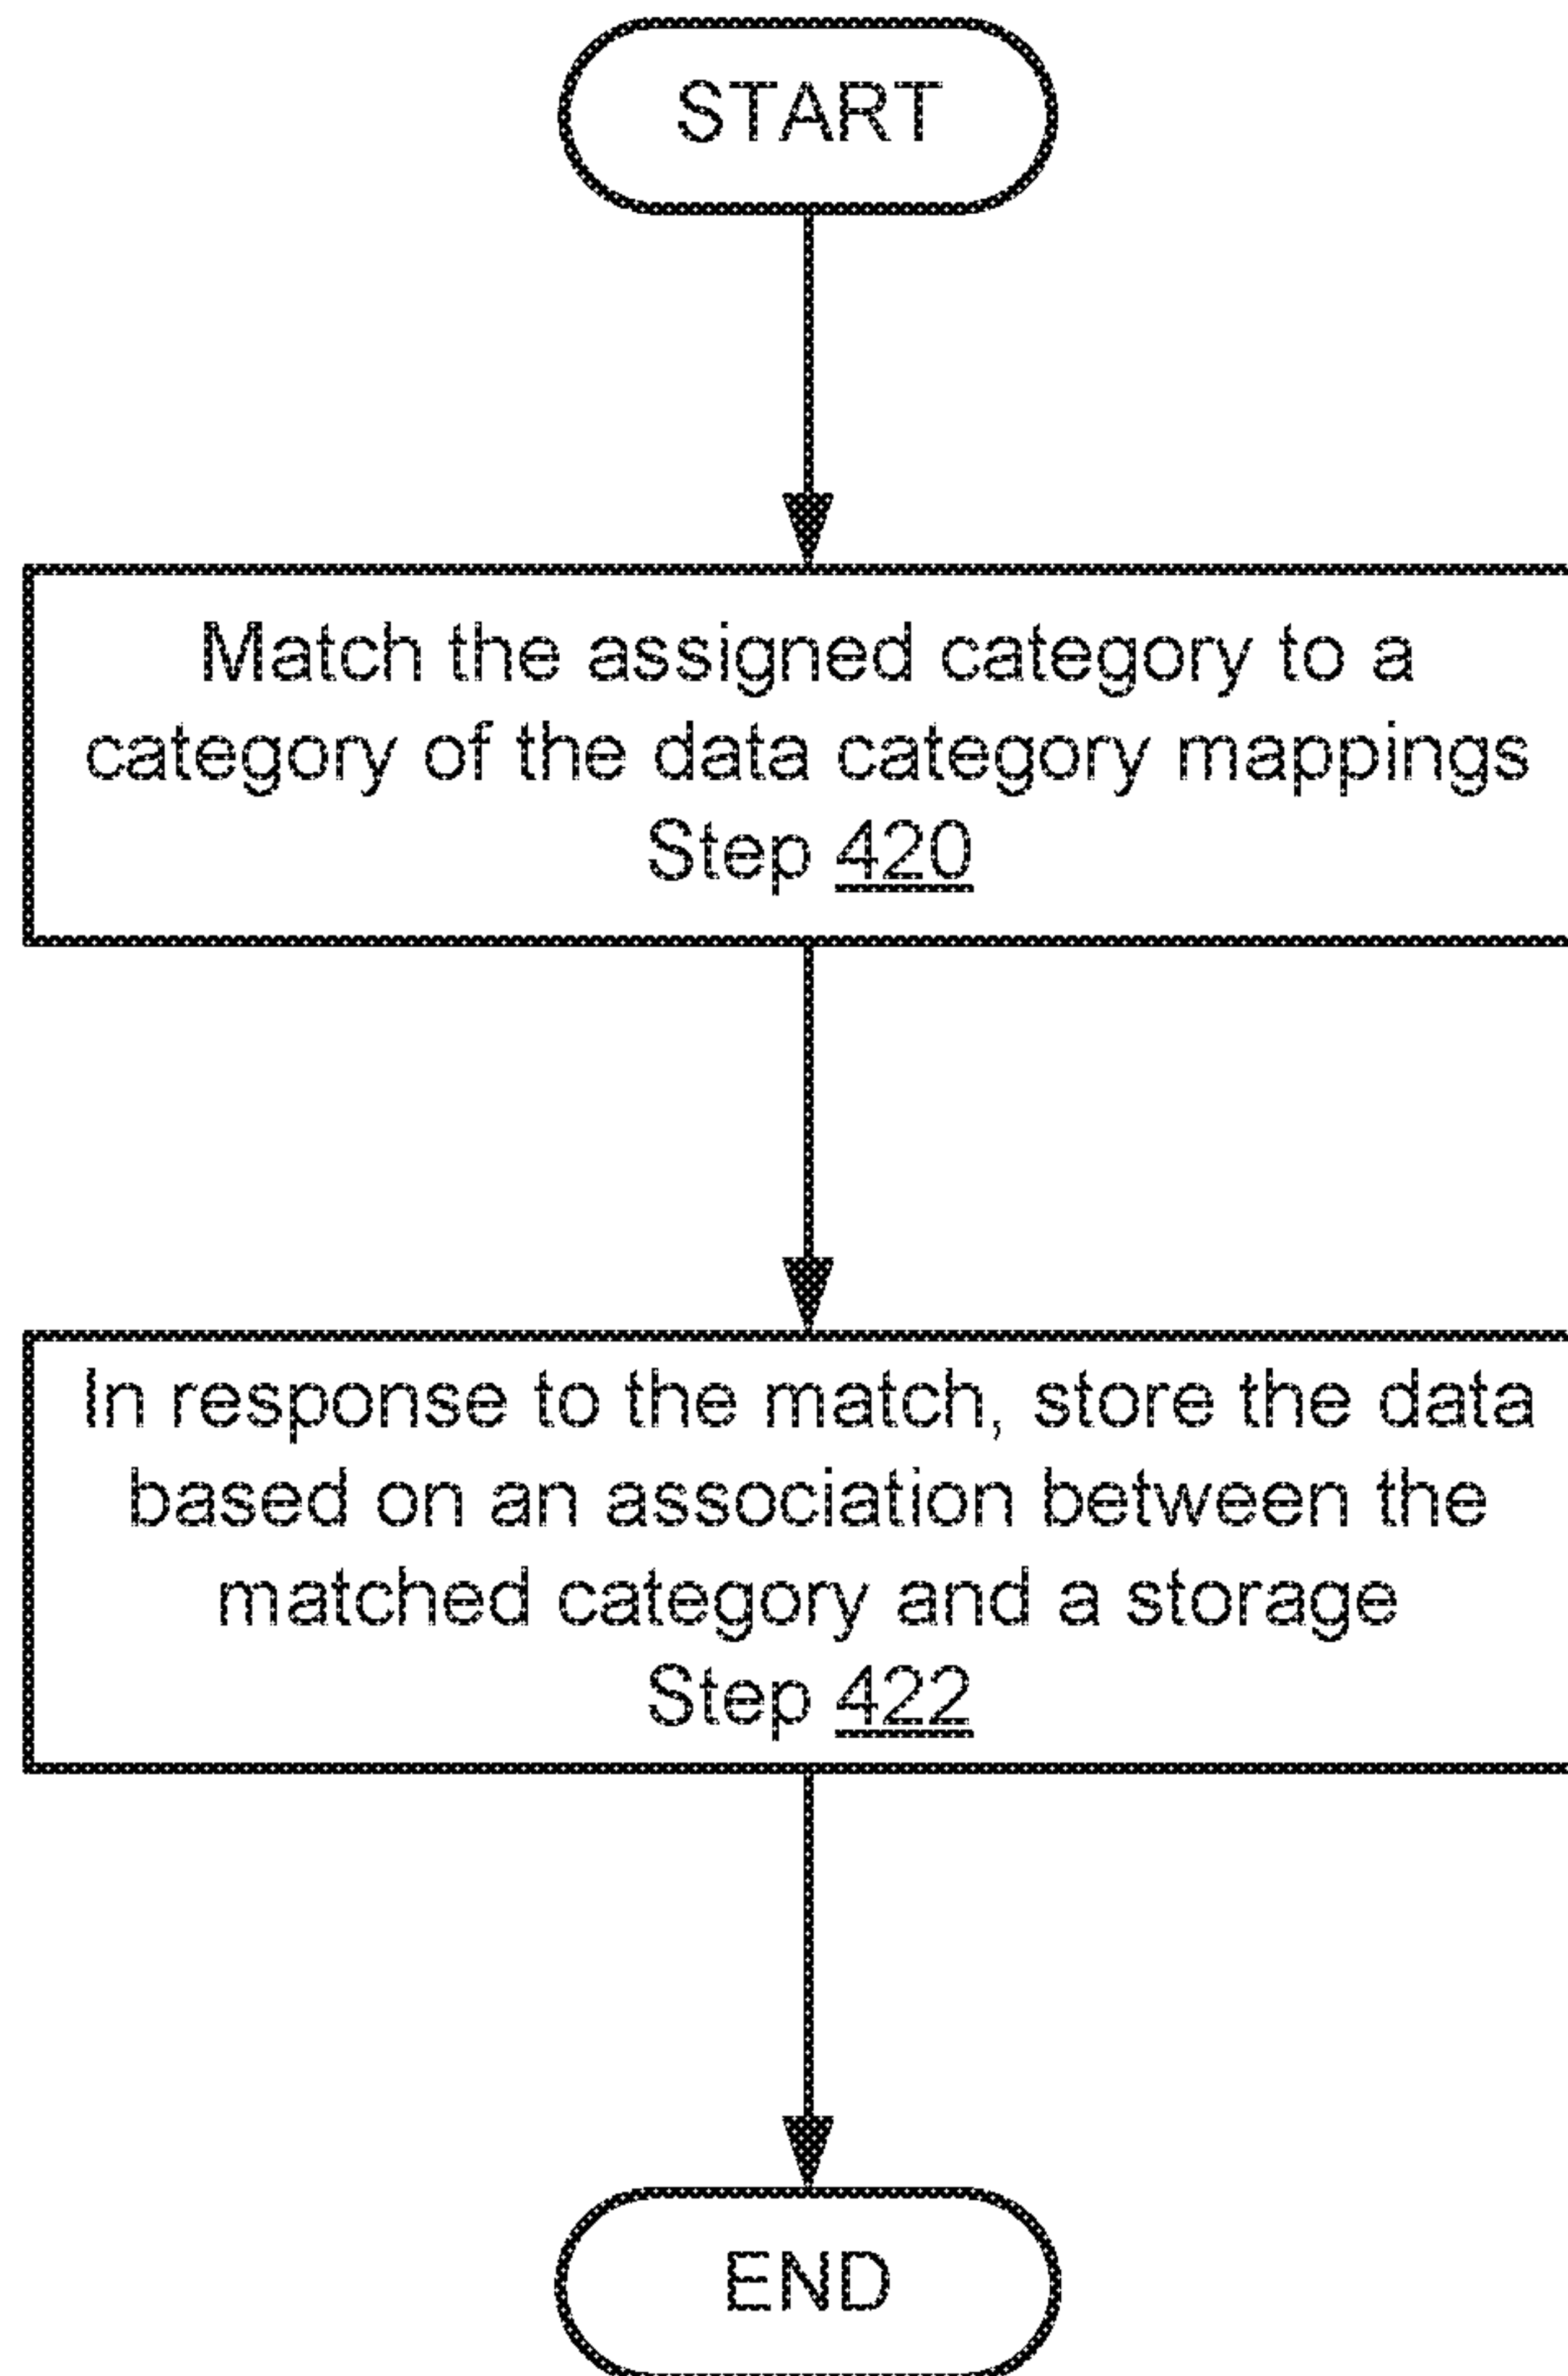 START
Match the assigned category to a
category of the data category mappings
Step 420
In response to the match, store the data
based on an association between the
matched category and a storage
Step 422
END